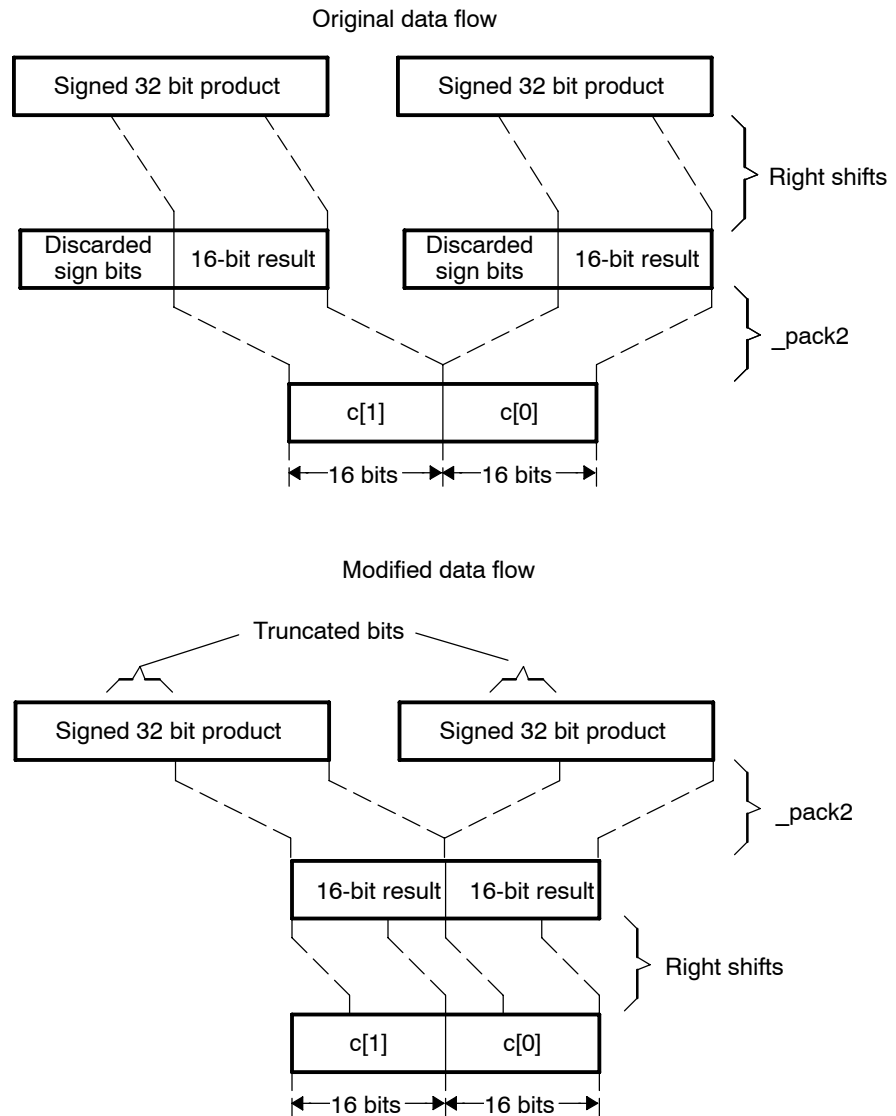 Original data flow
Signed 32 bit product
Signed 32 bit product
Right shifts
Discarded
sign bits
16-bit result
Discarded
sign bits
16-bit result
_pack2
c[1]
c[0]
16 bits
16 bits
Modified data flow
Truncated bits
Signed 32 bit product
Signed 32 bit product
_pack2
16-bit result
16-bit result
Right shifts
c[1]
c[0]
16 bits
16 bits